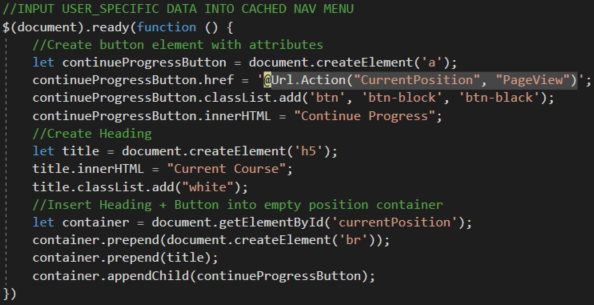 //INPUT USER_SPECIFIC DATA INTO CACHED NAV MENU
$(document).ready(function () {
//Create button element with attributes
let continueProgressButton = document.createElement('a');
continueProgressButton.href = '@Url.Action("CurrentPosition", "PageView")';
continueProgressButton.classList.add('btn', 'btn-block', 'btn-black');
continueProgressButton.innerHTML = "Continue Progress";
//Create Heading
let title = document.createElement('h5');
title.innerHTML = "Current Course";
title.classList.add("white");
//Insert Heading + Button into empty position container
let container = document.getElementById('currentPosition');
container.prepend(document.createElement('br'));
container.prepend(title);
container.appendChild(continueProgressButton);
})